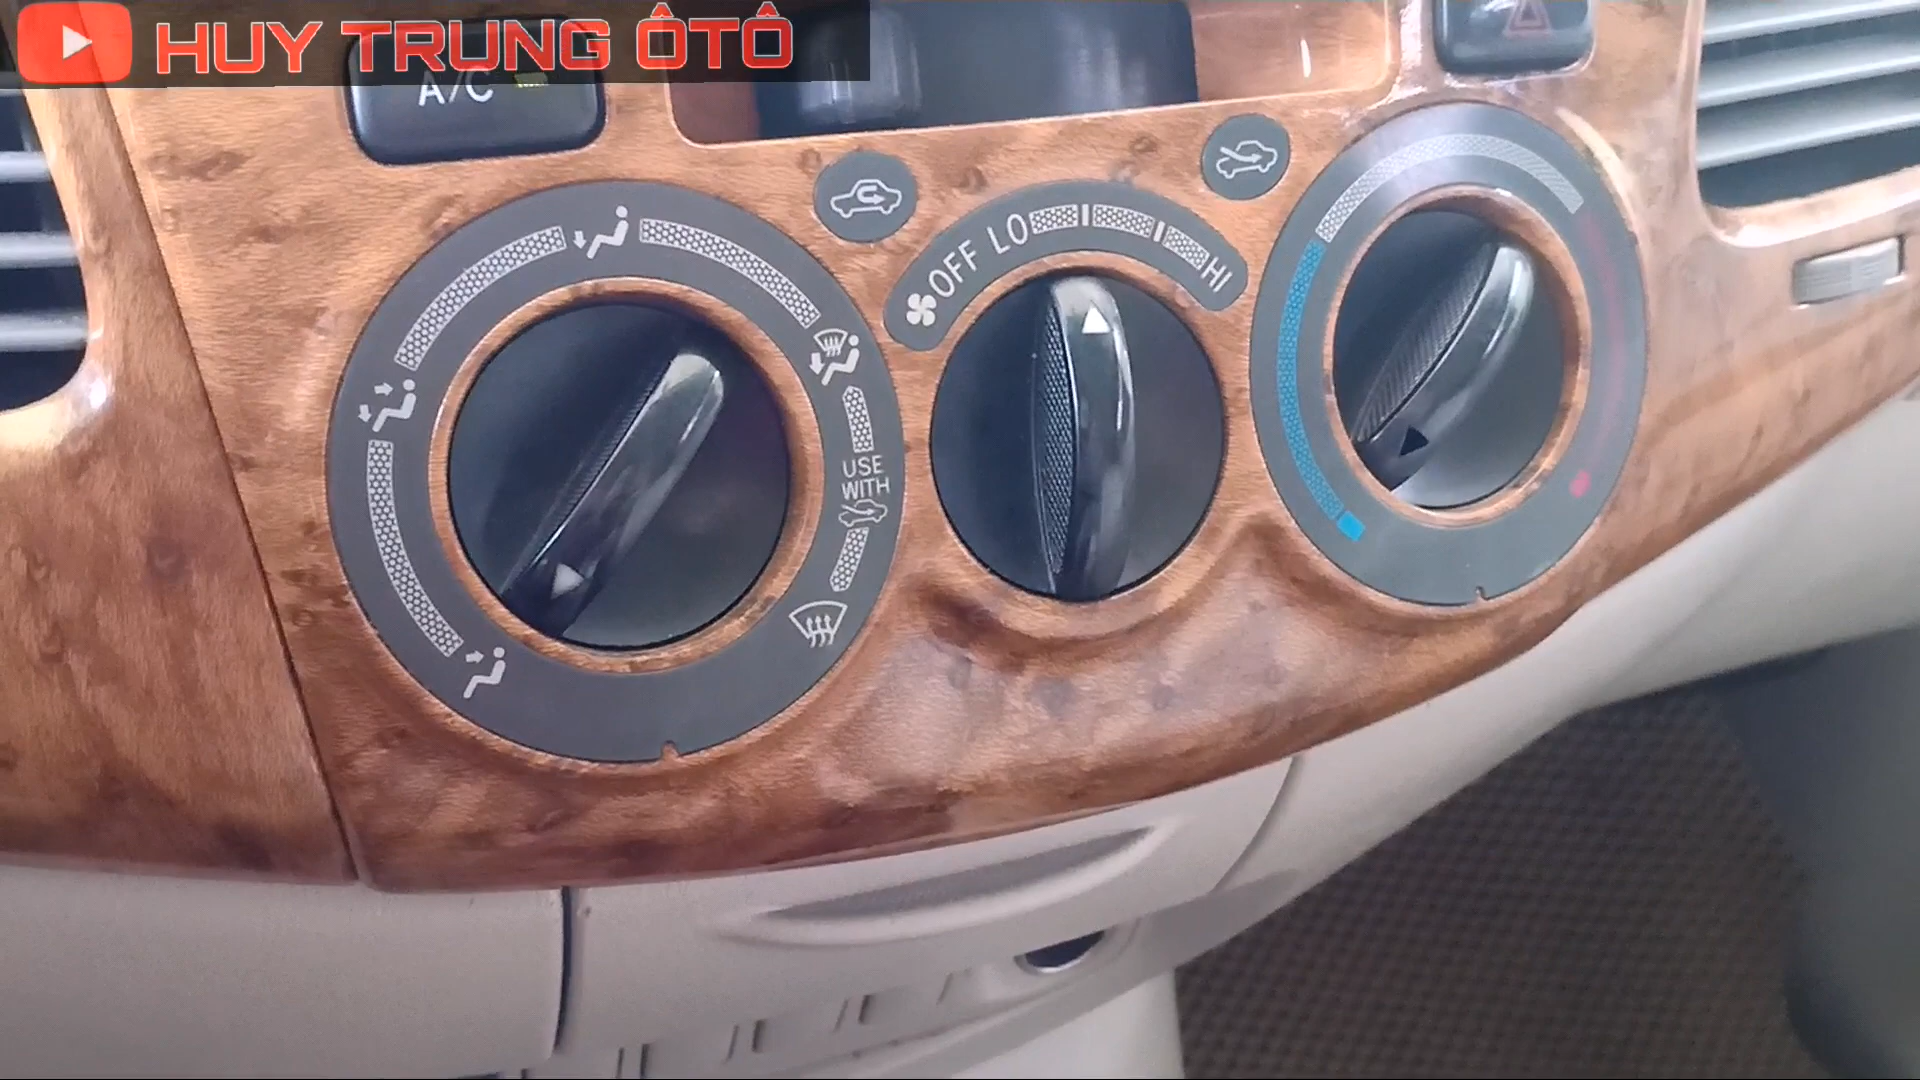 HUY TRUNG ÔTÔ
A/C
OFF LO HI
USE
WITH